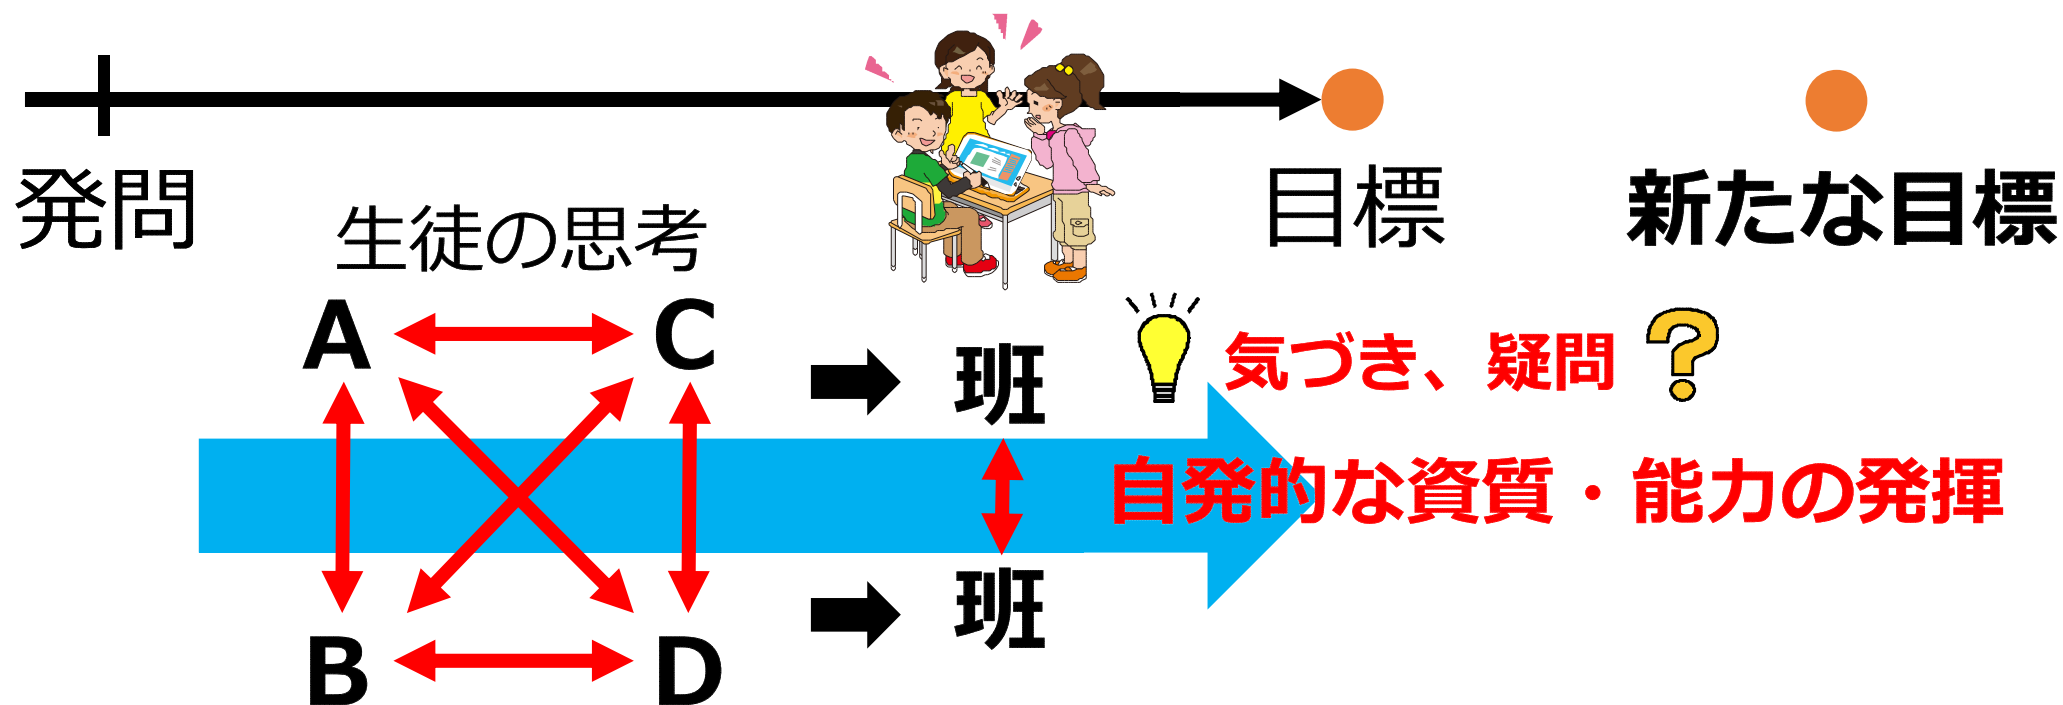 発問
目標
新たな目標
生徒の思考
A
C
班
気づき、疑問
?
自発的な資質・能力の発揮
班
B
D